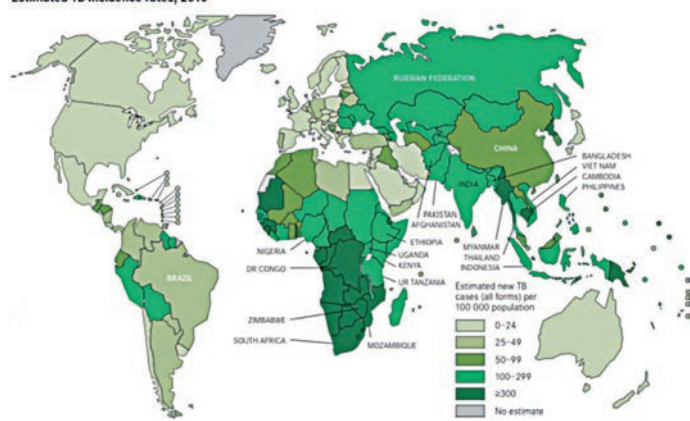 RUSSIAN FEDERATION
CHINA
INDIA
BRAZIL
BANGLADESH
VIET NAM
CAMBODIA
PHILIPPINES
PAKISTAN
AFGHANISTAN
MYANMAR
THAILAND
INDONESIA
NIGERIA
DR CONGO
ETHIOPIA
UGANDA
KENYA
UR TANZANIA
ZIMBABWE
SOUTH AFRICA
MOZAMBIQUE
Estimated new TB
cases (all forms) per
100 000 population
0–24
25–49
50–99
100–299
≥300
No estimate